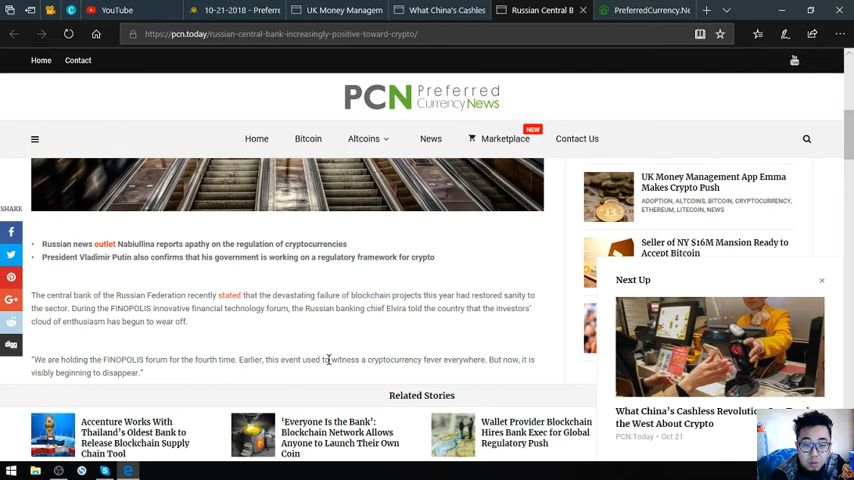 YouTube
10-21-2018 - Preferre
UK Money Managem
What China's Cashles
Russian Central B
PreferredCurrency.Ne
https://pcn.today/russian-central-bank-increasingly-positive-toward-crypto/
Home
Contact
PCN Preferred
CurrencyNews
Home
Bitcoin
Altcoins
News
NEW
Marketplace
Contact Us
SHARE
UK Money Management App Emma
Makes Crypto Push
ADOPTION, ALTCOINS, BITCOIN, CRYPTOCURRENCY,
ETHEREUM, LITECOIN, NEWS
Seller of NY $16M Mansion Ready to
Accept Bitcoin
Russian news outlet Nabiullina reports apathy on the regulation of cryptocurrencies
President Vladimir Putin also confirms that his government is working on a regulatory framework for crypto
The central bank of the Russian Federation recently stated that the devastating failure of blockchain projects this year had restored sanity to
the sector. During the FINOPOLIS innovative financial technology forum, the Russian banking chief Elvira told the country that the investors'
cloud of enthusiasm has begun to wear off.
"We are holding the FINOPOLIS forum for the fourth time. Earlier, this event used to witness a cryptocurrency fever everywhere. But now, it is
visibly beginning to disappear."
Next Up
What China's Cashless Revolution
the West About Crypto
PCN.Today • Oct 21
Related Stories
Accenture Works With
Thailand's Oldest Bank to
Release Blockchain Supply
Chain Tool
'Everyone Is the Bank':
Blockchain Network Allows
Anyone to Launch Their Own
Coin
Wallet Provider Blockchain
Hires Bank Exec for Global
Regulatory Push